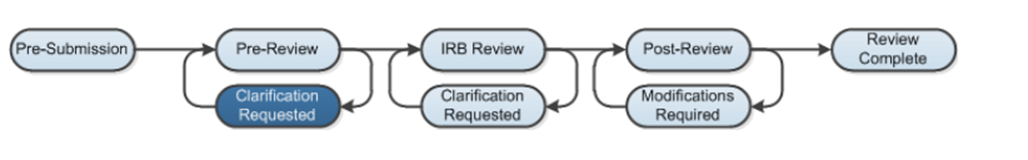 Pre-Submission
Pre-Review
IRB Review
Post-Review
Review
Complete
Clarification
Requested
Clarification
Requested
Modifications
Required